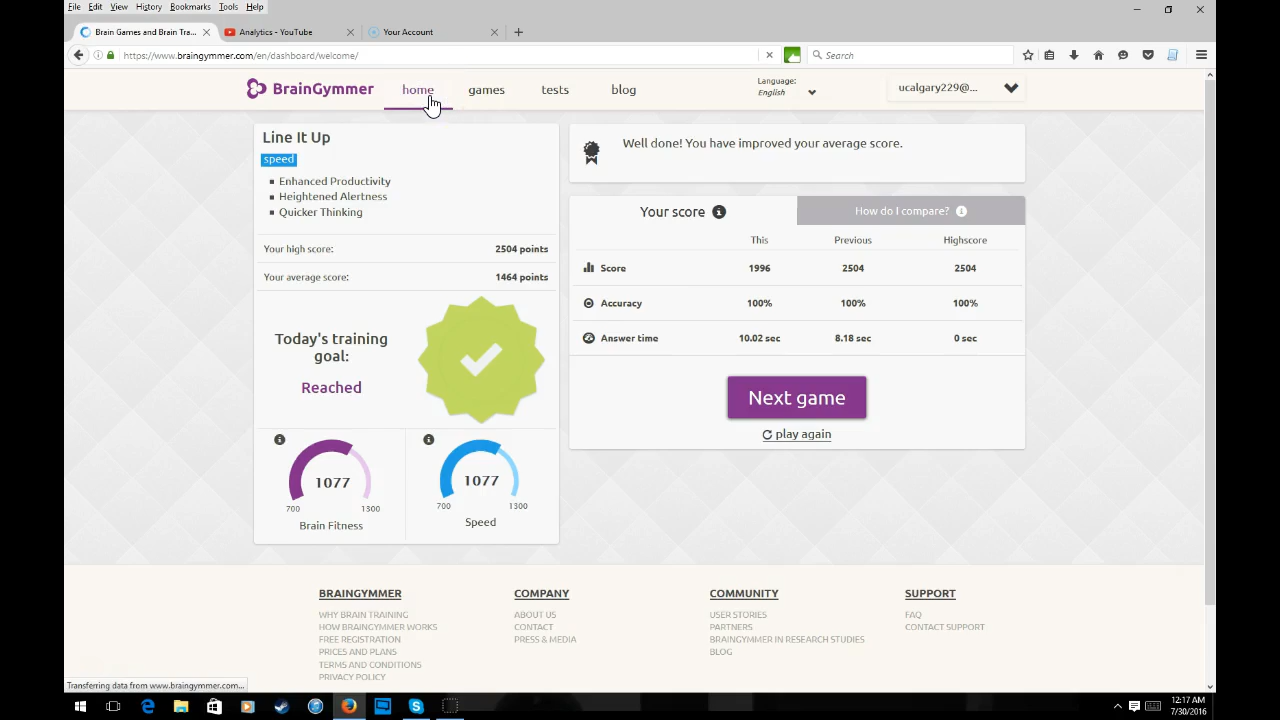 File Edit View History Bookmarks Tools Help
Brain Games and Brain Tra...
Analytics - YouTube
Your Account
https://www.braingymmer.com/en/dashboard/welcome/
Search
BrainGymmer
home
games
tests
blog
Language:
English
ucalgary229@...
Line It Up
speed
Enhanced Productivity
Heightened Alertness
Quicker Thinking
Your high score: 2504 points
Your average score: 1464 points
Today's training
goal:
Reached
1077
700 1300
Brain Fitness
1077
700 1300
Speed
Well done! You have improved your average score.
Your score
How do I compare?
This Previous Highscore
Score 1996 2504 2504
Accuracy 100% 100% 100%
Answer time 10.02 sec 8.18 sec 0 sec
Next game
play again
BRAINGYMMER
WHY BRAIN TRAINING
HOW BRAINGYMMER WORKS
FREE REGISTRATION
PRICES AND PLANS
TERMS AND CONDITIONS
PRIVACY POLICY
COMPANY
ABOUT US
CONTACT
PRESS & MEDIA
COMMUNITY
USER STORIES
PARTNERS
BRAINGYMMER IN RESEARCH STUDIES
BLOG
SUPPORT
FAQ
CONTACT SUPPORT
Transferring data from www.braingymmer.com...
12:17 AM
7/30/2016